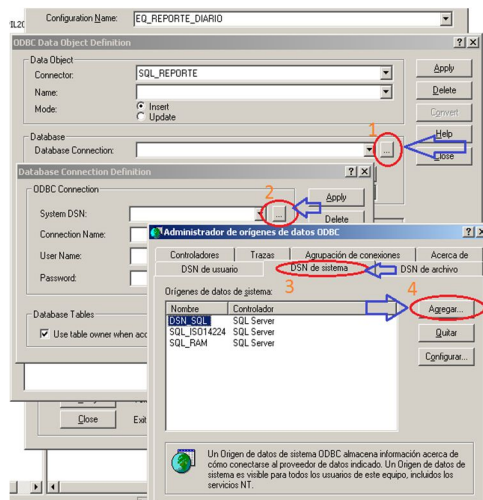 Configuration Name: EQ_REPORTE_DIARIO
ODBC Data Object Definition
Data Object
Connector: SQL_REPORTE
Apply
Name:
Delete
Mode: Insert
Update
Convert
Help
Close
Database
1
Database Connection:
...
Database Connection Definition
ODBC Connection
2
Apply
System DSN:
...
Delete
Connection Name:
User Name:
Password:
Database Tables
Use table owner when acc
Close
Exit
Administrador de orígenes de datos ODBC
Controladores
Trazas
Agrupación de conexiones
Acerca de
DSN de usuario
DSN de sistema
DSN de archivo
3
4
Orígenes de datos de sistema:
Nombre Controlador
DSN_SQL SQL Server
SQL_ISO14224 SQL Server
SQL_RAM SQL Server
Agregar...
Quitar
Configurar...
Un Origen de datos de sistema ODBC almacena información acerca de
cómo conectarse al proveedor de datos indicado. Un Origen de datos de
sistema es visible para todos los usuarios de este equipo, incluidos los
servicios NT.